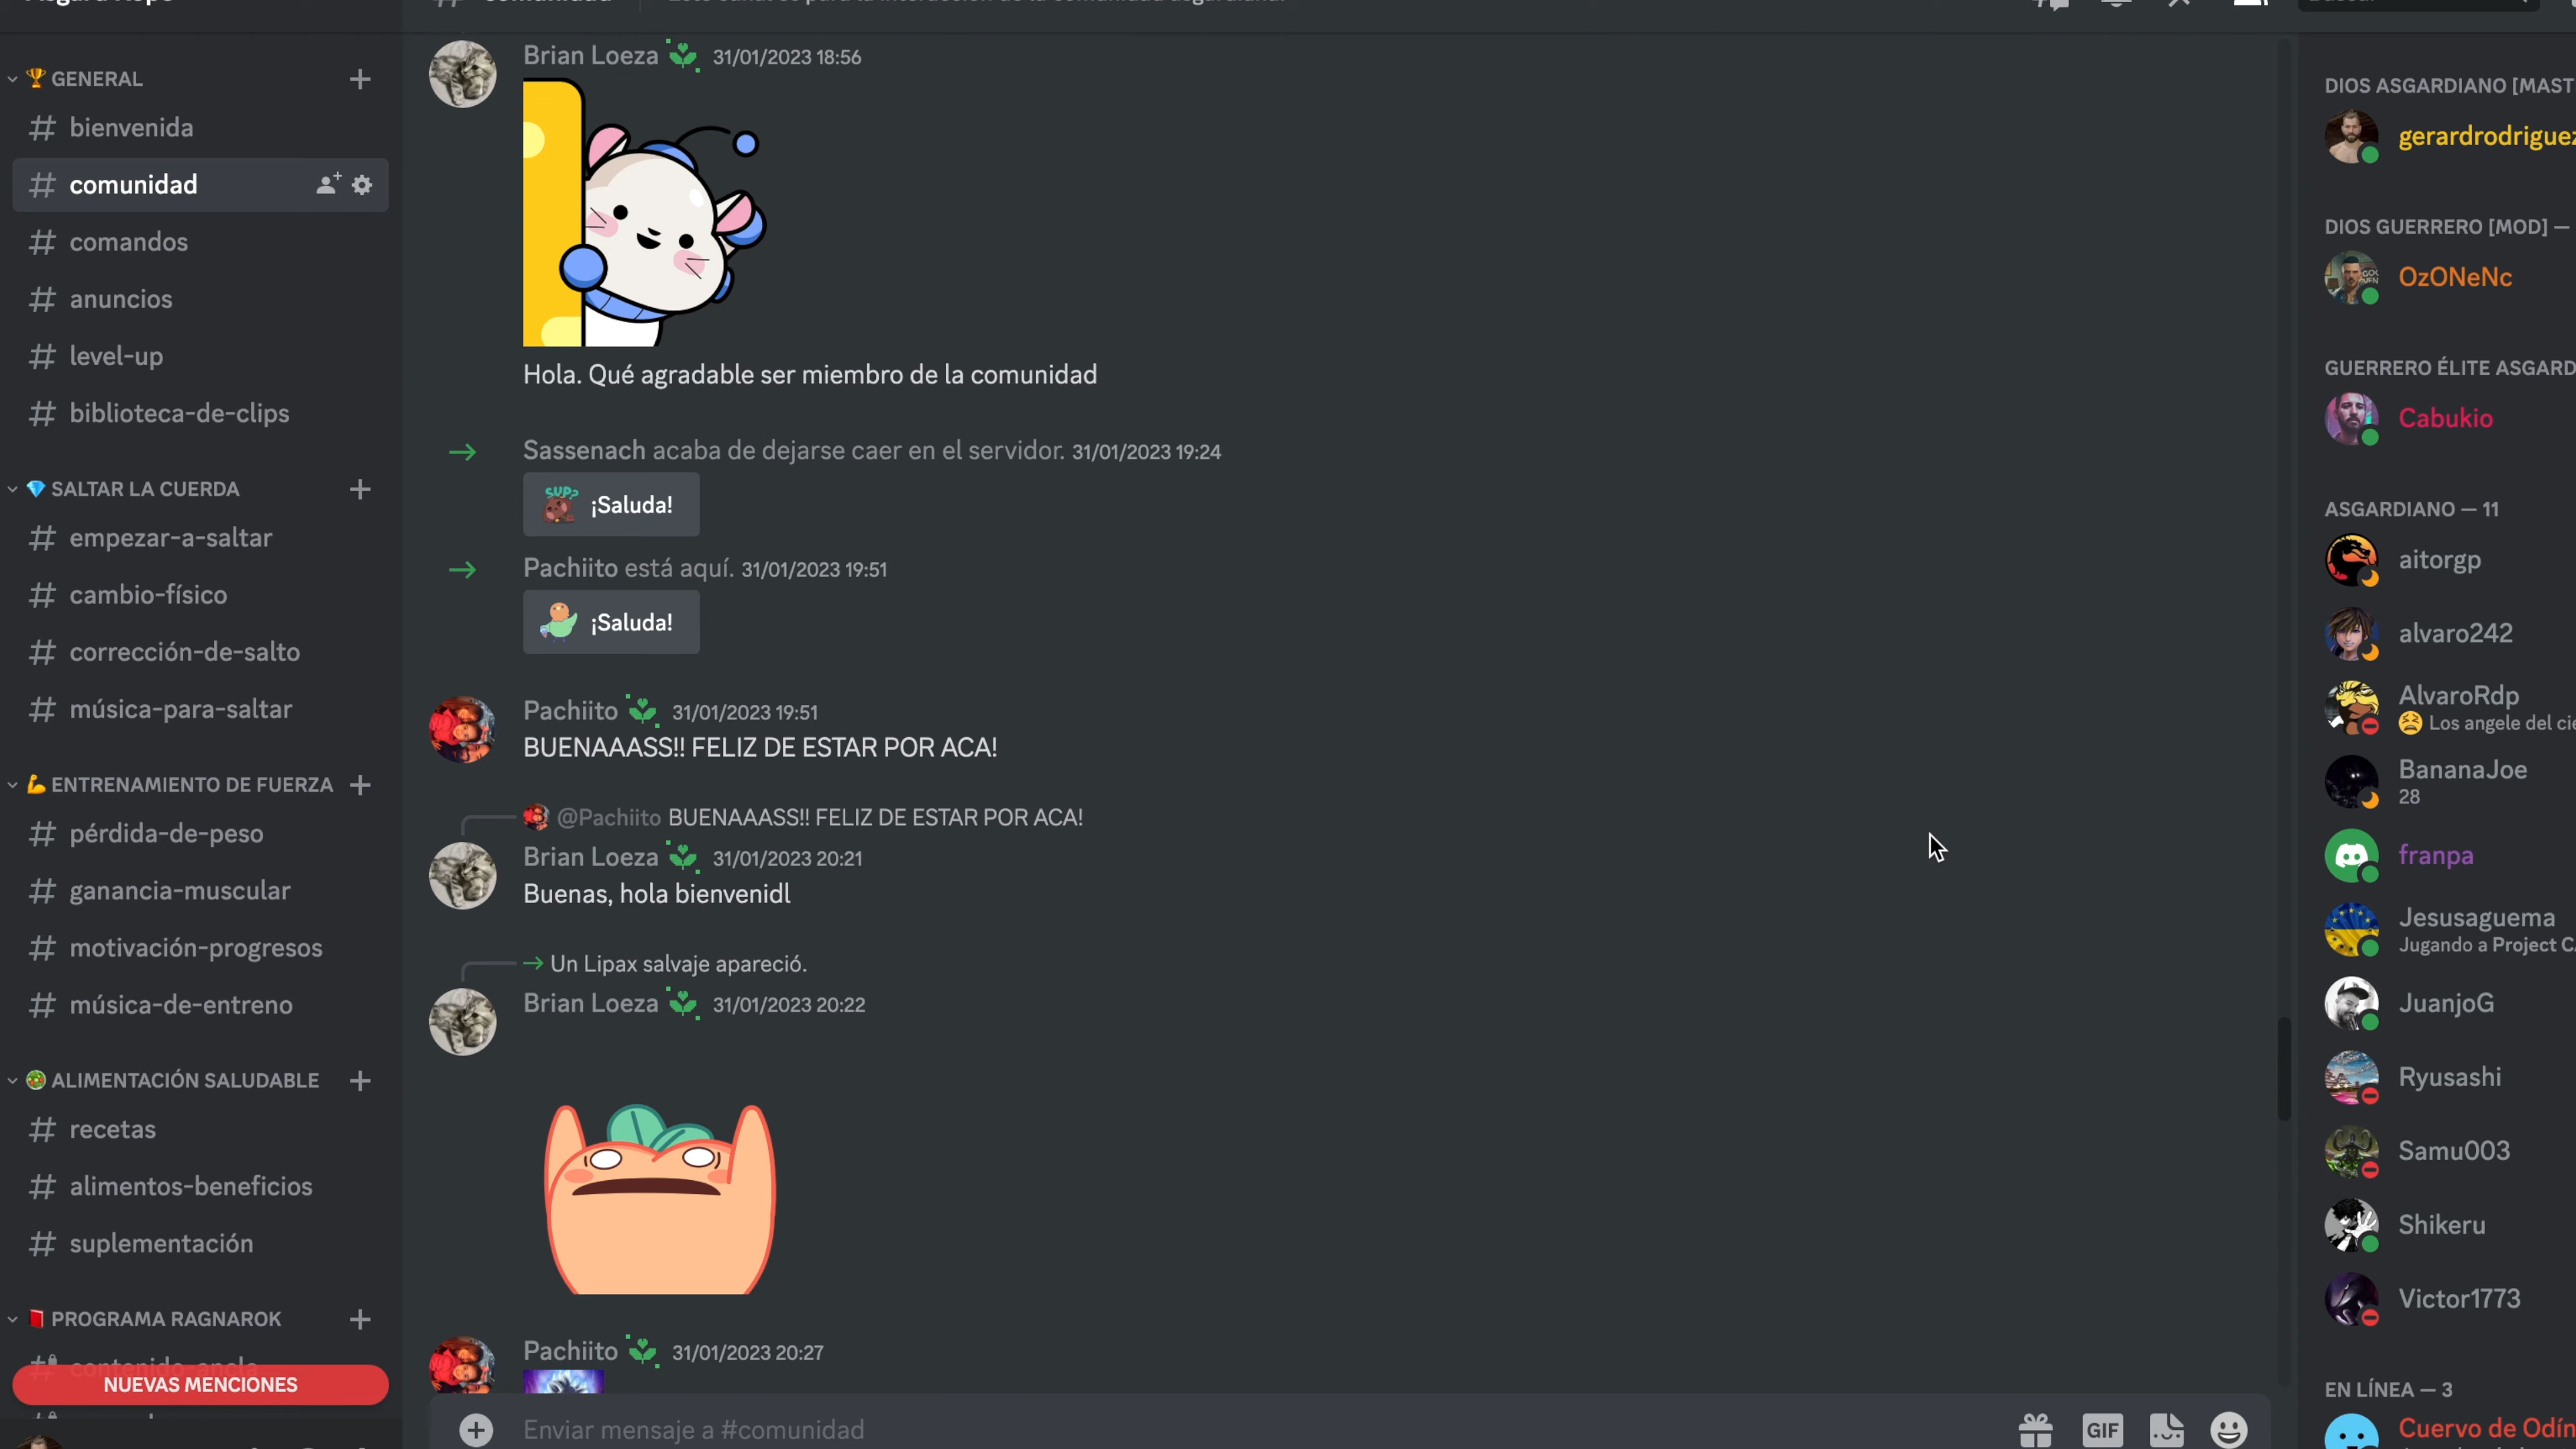 GENERAL
bienvenida
comunidad
comandos
anuncios
level-up
biblioteca-de-clips
SALTAR LA CUERDA
empezar-a-saltar
cambio-físico
corrección-de-salto
música-para-saltar
ENTRENAMIENTO DE FUERZA
pérdida-de-peso
ganancia-muscular
motivación-progresos
música-de-entreno
ALIMENTACIÓN SALUDABLE
recetas
alimentos-beneficios
suplementación
PROGRAMA RAGNAROK
NUEVAS MENCIONES
Brian Loeza 31/01/2023 18:56
Hola. Qué agradable ser miembro de la comunidad
Sassenach acaba de dejarse caer en el servidor. 31/01/2023 19:24
SUP?
¡Saluda!
Pachiito está aquí. 31/01/2023 19:51
¡Saluda!
Pachiito 31/01/2023 19:51
BUENAAASS!! FELIZ DE ESTAR POR ACA!
@Pachiito BUENAAASS!! FELIZ DE ESTAR POR ACA!
Brian Loeza 31/01/2023 20:21
Buenas, hola bienvenidl
Un Lipax salvaje apareció.
Brian Loeza 31/01/2023 20:22
Pachiito 31/01/2023 20:27
Enviar mensaje a #comunidad
GIF
DIOS ASGARDIANO [MAST
gerardrodriguez
DIOS GUERRERO [MOD] —
OzONeNc
GUERRERO ÉLITE ASGARD
Cabukio
ASGARDIANO — 11
aitorgp
alvaro242
AlvaroRdp
Los angele del cie
BananaJoe
28
franpa
Jesusaguema
Jugando a Project C
JuanjoG
Ryusashi
Samu003
Shikeru
Victor1773
EN LÍNEA — 3
Cuervo de Odín